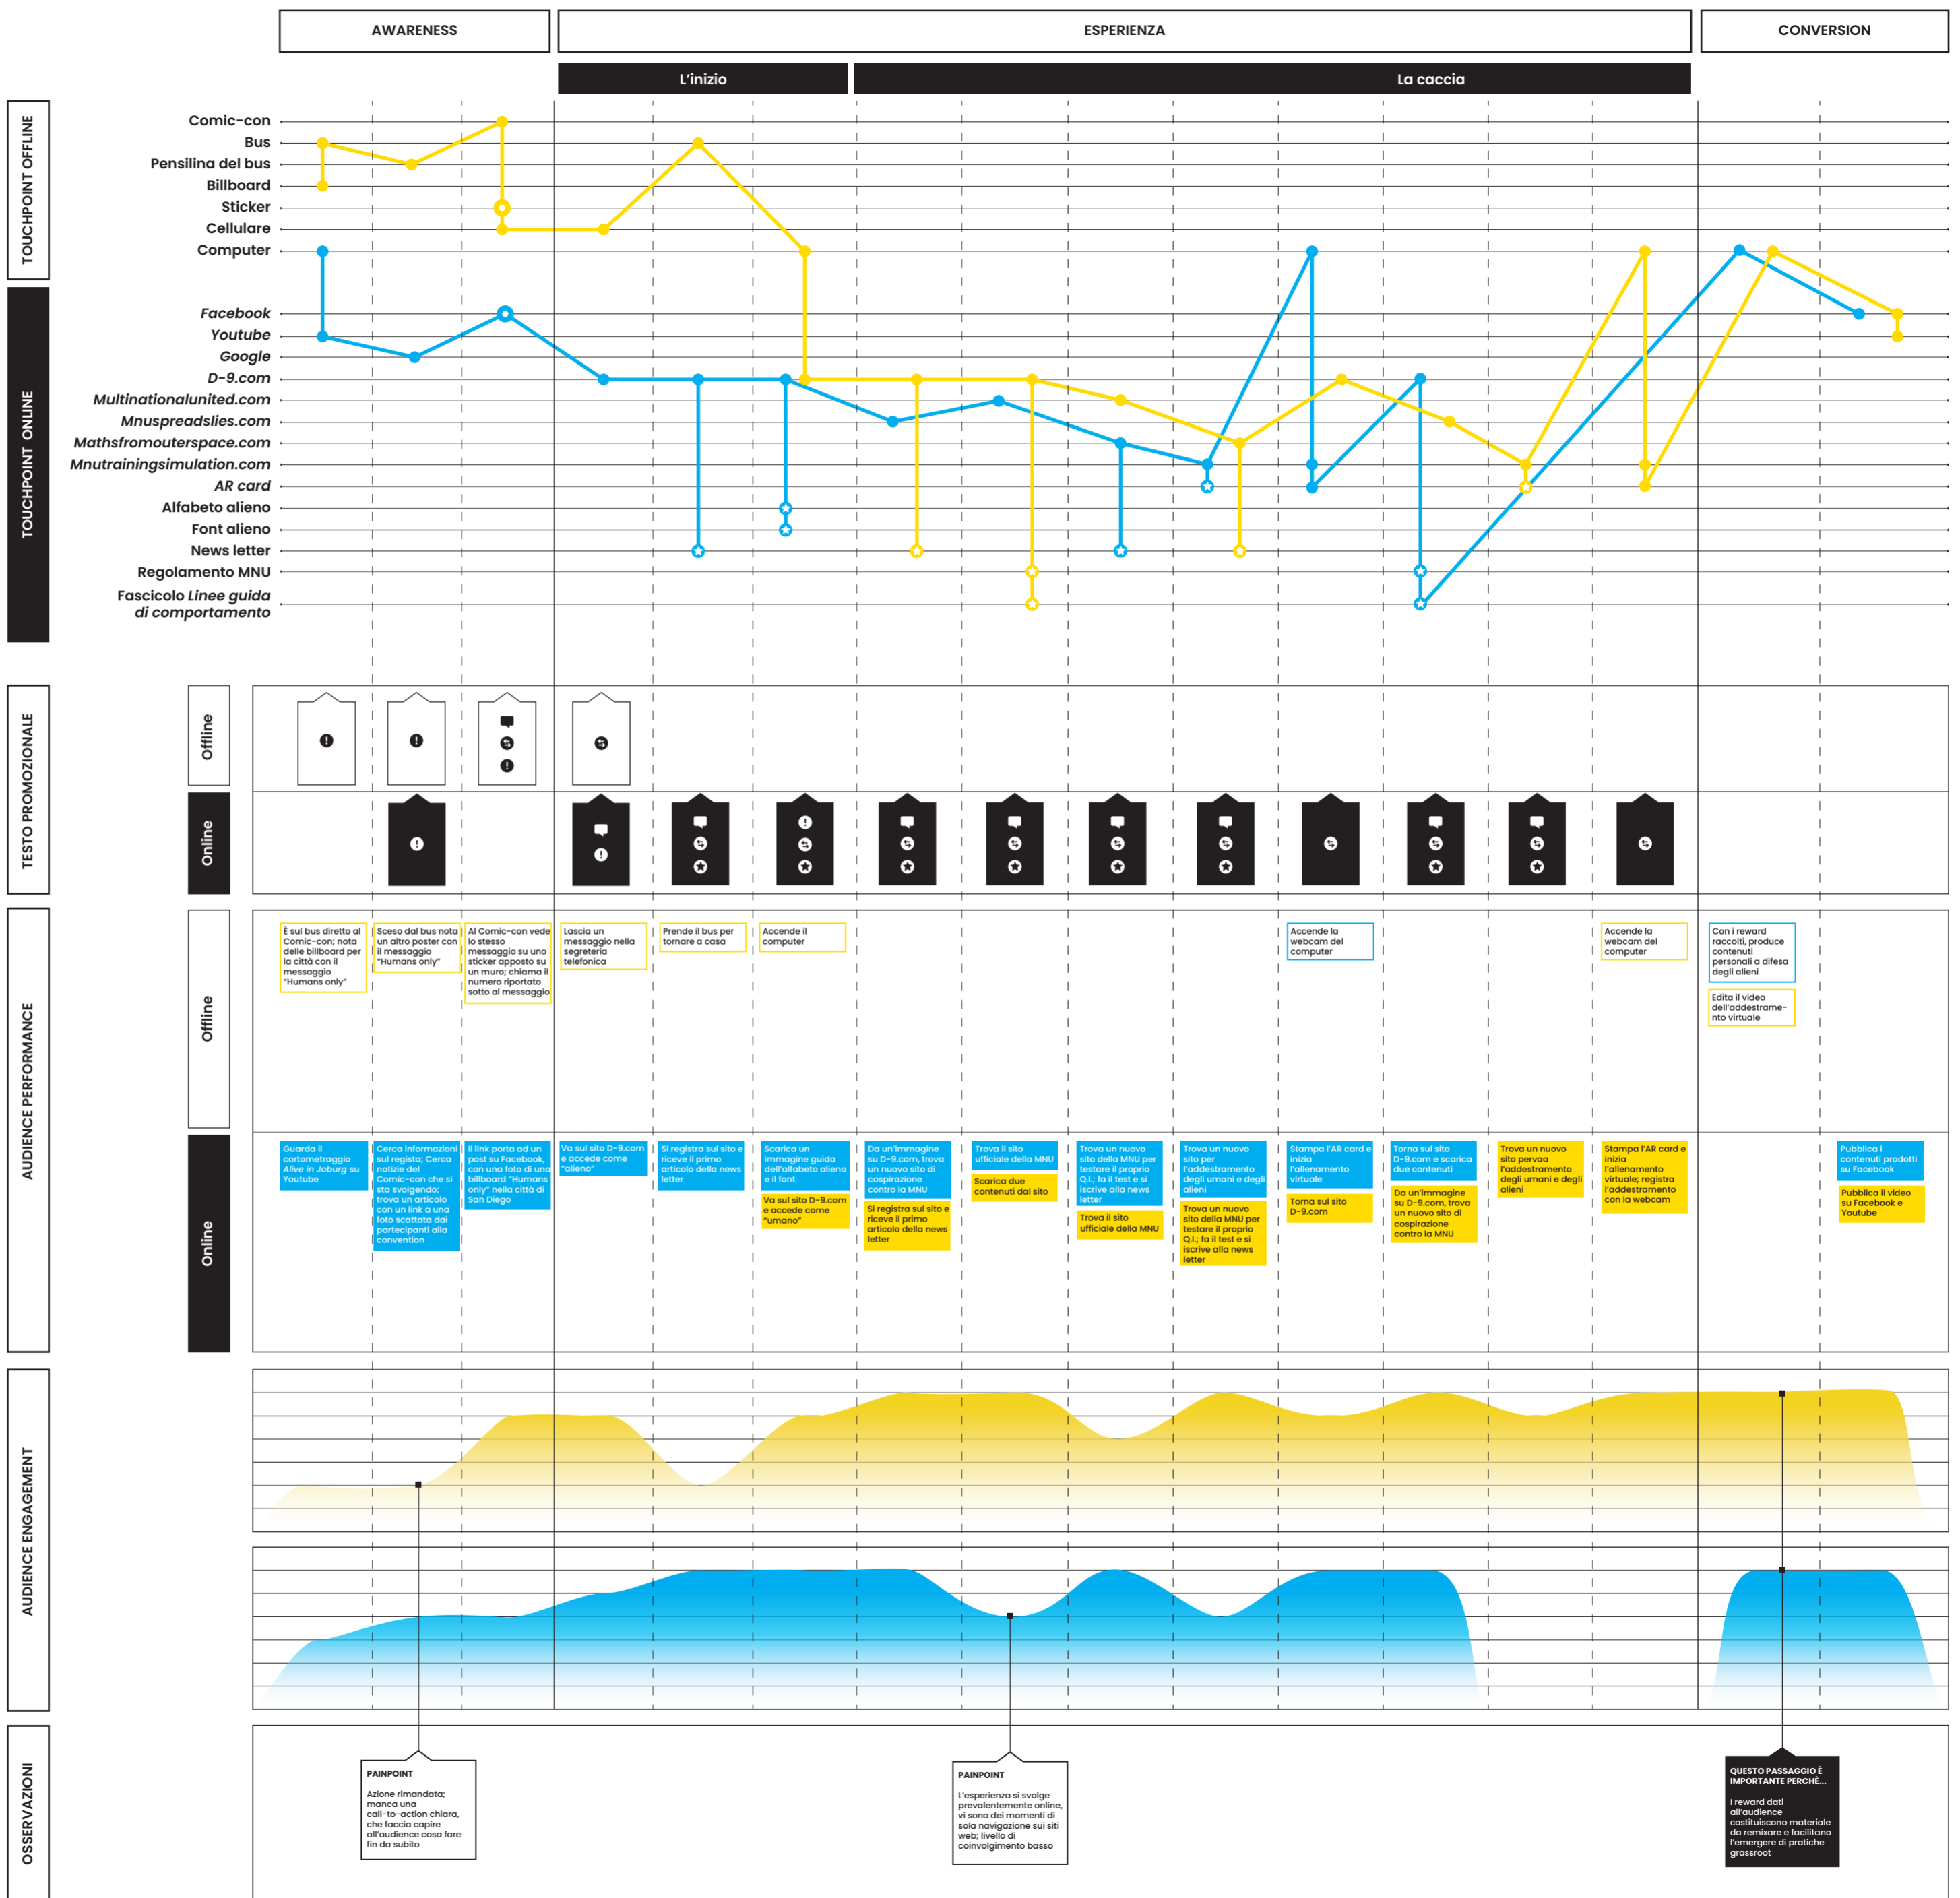 AWARENESS
ESPERIENZA
CONVERSION
L'inizio
La caccia
TOUCHPOINT OFFLINE
Comic-con
Bus
Pensilina del bus
Billboard
Sticker
Cellulare
Computer
TOUCHPOINT ONLINE
Facebook
Youtube
Google
D-9.com
Multinationalunited.com
Mnuspreadslies.com
Mathsfromouterspace.com
Mnutrainingsimulation.com
AR card
Alfabeto alieno
Font alieno
News letter
Regolamento MNU
Fascicolo Linee guida
di comportamento
TESTO PROMOZIONALE
Offline
Online
AUDIENCE PERFORMANCE
Offline
È sul bus diretto al
Comic-con; nota
delle billboard per
la città con il
messaggio
"Humans only"
Sceso dal bus nota
un altro poster con
il messaggio
"Humans only"
Al Comic-con vede
lo stesso
messaggio su uno
sticker apposto su
un muro; chiama il
numero riportato
sotto al messaggio
Lascia un
messaggio nella
segreteria
telefonica
Prende il bus per
tornare a casa
Accende il
computer
Accende la
webcam del
computer
Accende la
webcam del
computer
Con i reward
raccolti, produce
contenuti
personali a difesa
degli alieni
Edita il video
dell'addestrame-
nto virtuale
Online
Guarda il
cortometraggio
Alive in Joburg su
Youtube
Cerca informazioni
sul regista; Cerca
notizie del
Comic-con che si
sta svolgendo;
trova un articolo
con un link a una
foto scattata dai
partecipanti alla
convention
Il link porta ad un
post su Facebook,
con una foto di una
billboard "Humans
only" nella città di
San Diego
Va sul sito D-9.com
e accede come
"alieno"
Si registra sul sito e
riceve il primo
articolo della news
letter
Scarica un
immagine guida
dell'alfabeto alieno
e il font
Va sul sito D-9.com
e accede come
"umano"
Da un'immagine
su D-9.com, trova
un nuovo sito di
cospirazione
contro la MNU
Si registra sul sito e
riceve il primo
articolo della news
letter
Trova il sito
ufficiale della MNU
Scarica due
contenuti dal sito
Trova un nuovo
sito della MNU per
testare il proprio
Q.I.; fa il test e si
iscrive alla news
letter
Trova il sito
ufficiale della MNU
Trova un nuovo
sito per
l'addestramento
degli umani e degli
alieni
Trova un nuovo
sito della MNU per
testare il proprio
Q.I.; fa il test e si
iscrive alla news
letter
Stampa l'AR card e
inizia
l'allenamento
virtuale
Torna sul sito
D-9.com
Torna sul sito
D-9.com e scarica
due contenuti
Da un'immagine
su D-9.com, trova
un nuovo sito di
cospirazione
contro la MNU
Trova un nuovo
sito pervaa
l'addestramento
degli umani e degli
alieni
Stampa l'AR card e
inizia
l'allenamento
virtuale; registra
l'addestramento
con la webcam
Pubblica i
contenuti prodotti
su Facebook
Pubblica il video
su Facebook e
Youtube
AUDIENCE ENGAGEMENT
OSSERVAZIONI
PAINPOINT
Azione rimandata;
manca una
call-to-action chiara,
che faccia capire
all'audience cosa fare
fin da subito
PAINPOINT
L'esperienza si svolge
prevalentemente online,
vi sono dei momenti di
sola navigazione sui siti
web; livello di
coinvolgimento basso
QUESTO PASSAGGIO È
IMPORTANTE PERCHÈ...
I reward dati
all'audience
costituiscono materiale
da remixare e facilitano
l'emergere di pratiche
grassroot